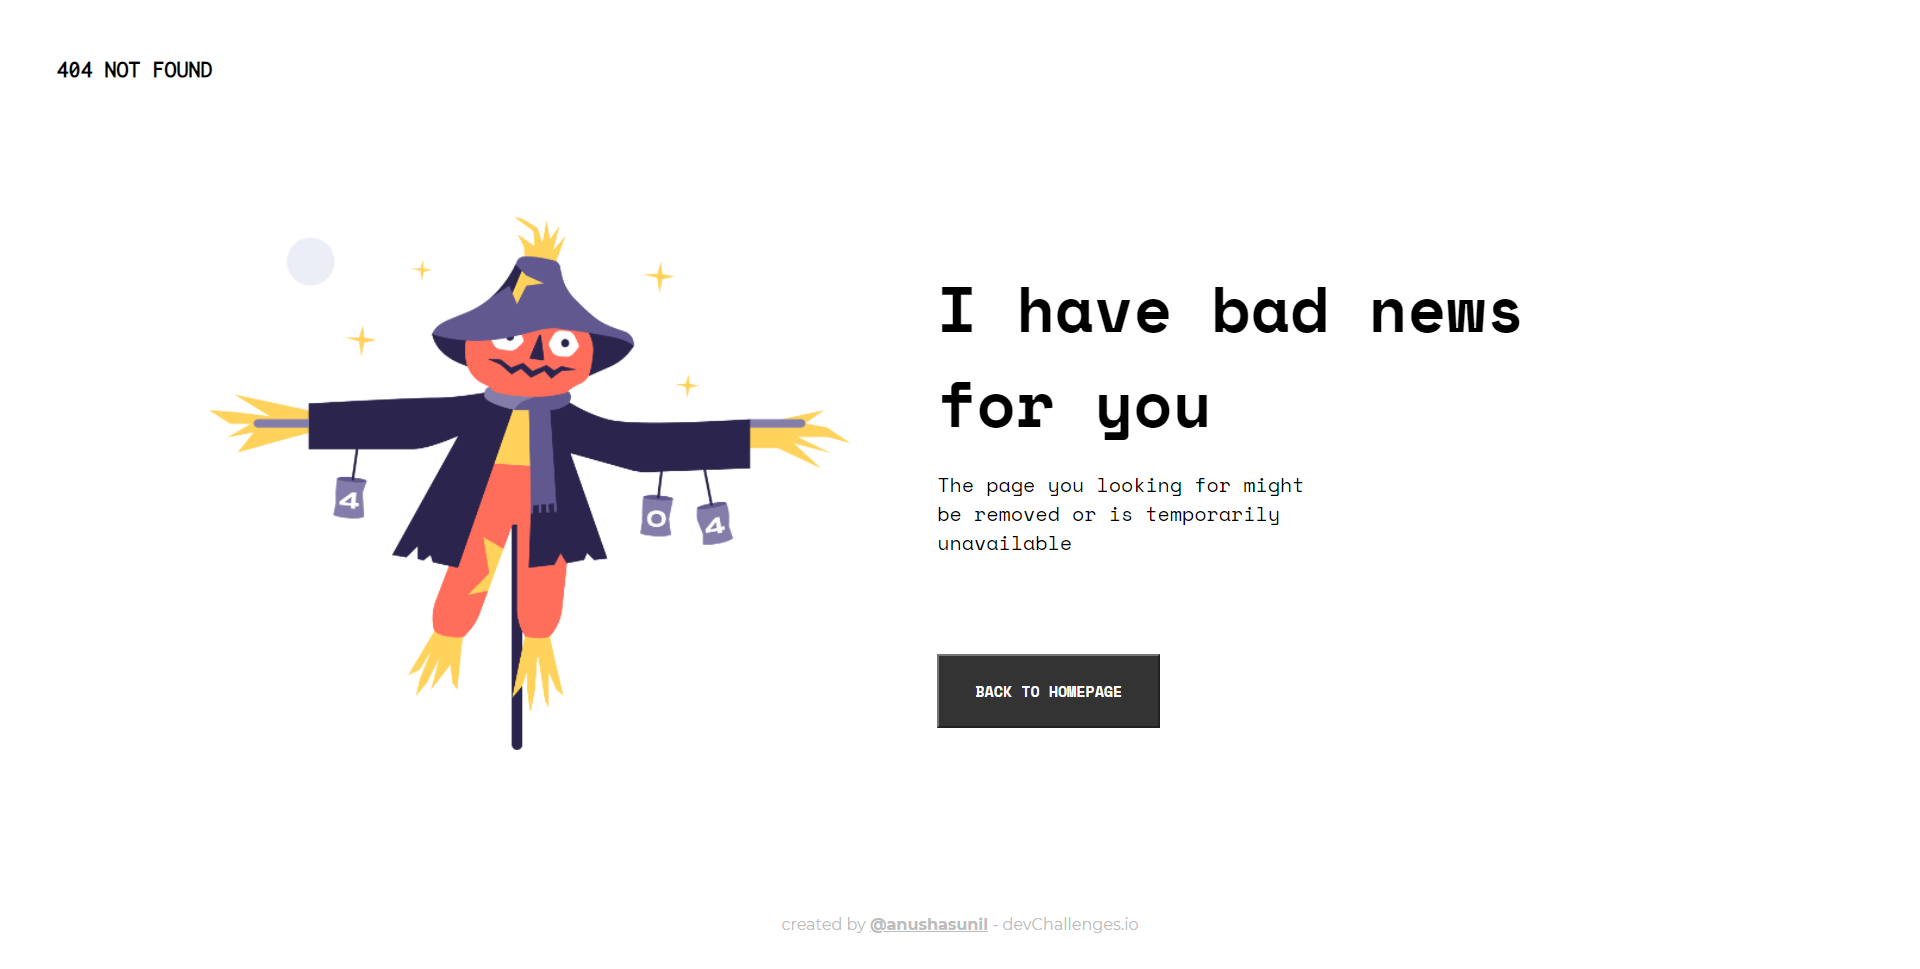 404 NOT FOUND
I have bad news
for you
4
0
4
The page you looking for might
be removed or is temporarily
unavailable
BACK TO HOMEPAGE
created by @anushasunil - devChallenges.io